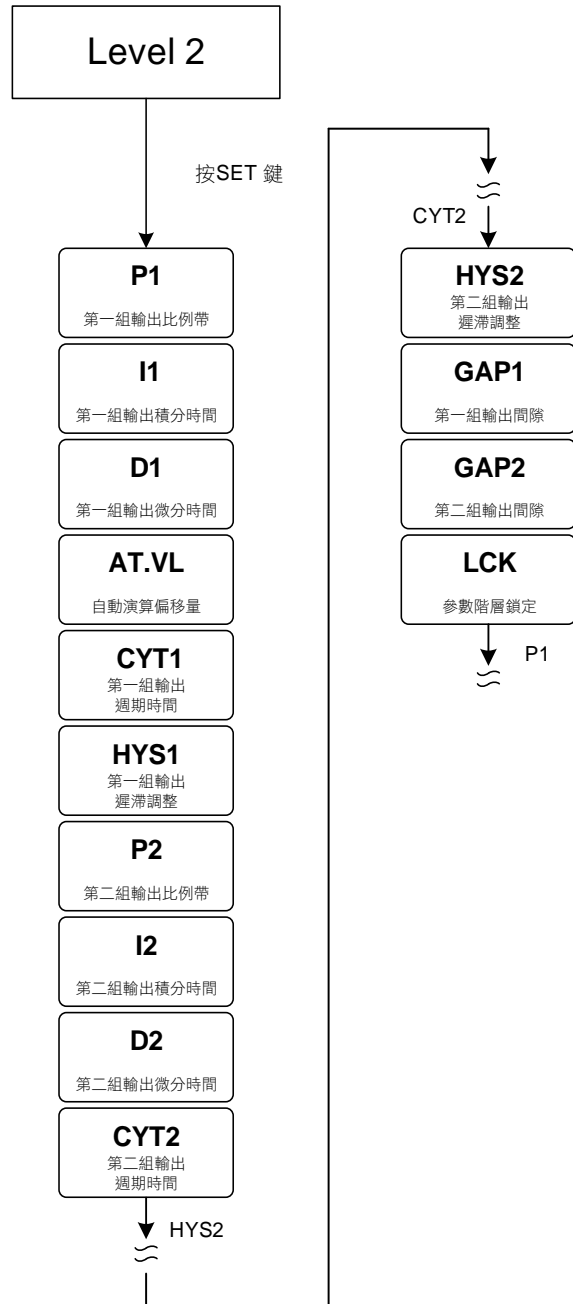 Level 2
按SET 鍵
P1
第一組輸出比例帶
I1
第一組輸出積分時間
D1
第一組輸出微分時間
AT.VL
自動演算偏移量
CYT1
第一組輸出
週期時間
HYS1
第一組輸出
遲滯調整
P2
第二組輸出比例帶
I2
第二組輸出積分時間
D2
第二組輸出微分時間
CYT2
第二組輸出
週期時間
HYS2
CYT2
HYS2
第二組輸出
遲滯調整
GAP1
第一組輸出間隙
GAP2
第二組輸出間隙
LCK
參數階層鎖定
P1